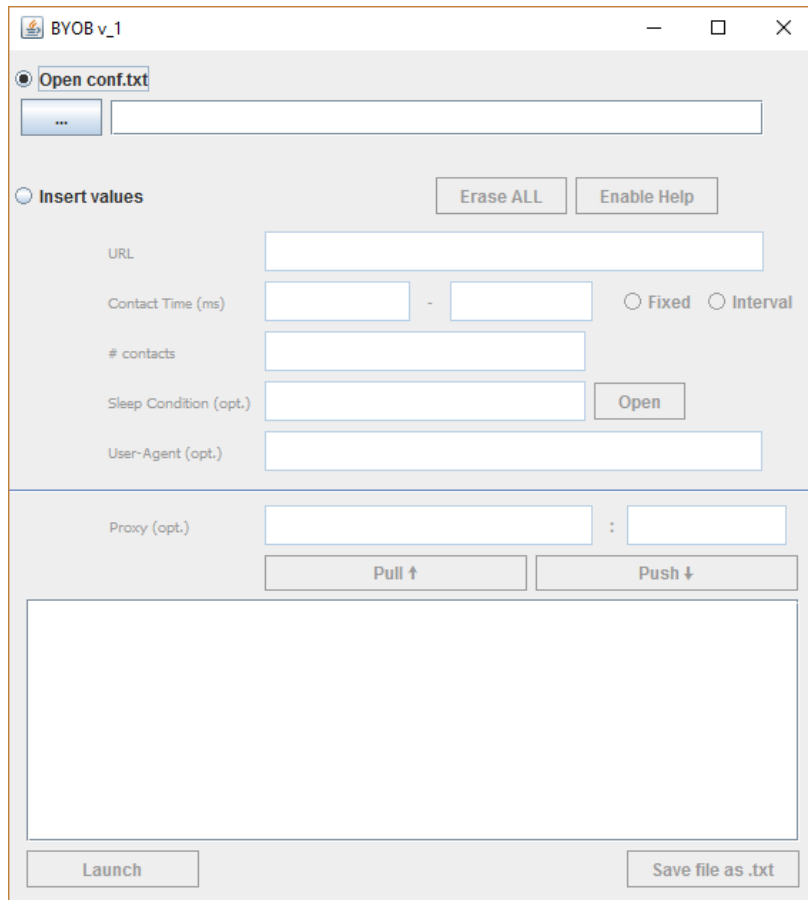 BYOB v_1
Open conf.txt
...
Insert values
Erase ALL
Enable Help
URL
Contact Time (ms)
-
Fixed
Interval
# contacts
Sleep Condition (opt.)
Open
User-Agent (opt.)
Proxy (opt.)
:
Pull ↑
Push ↓
Launch
Save file as .txt